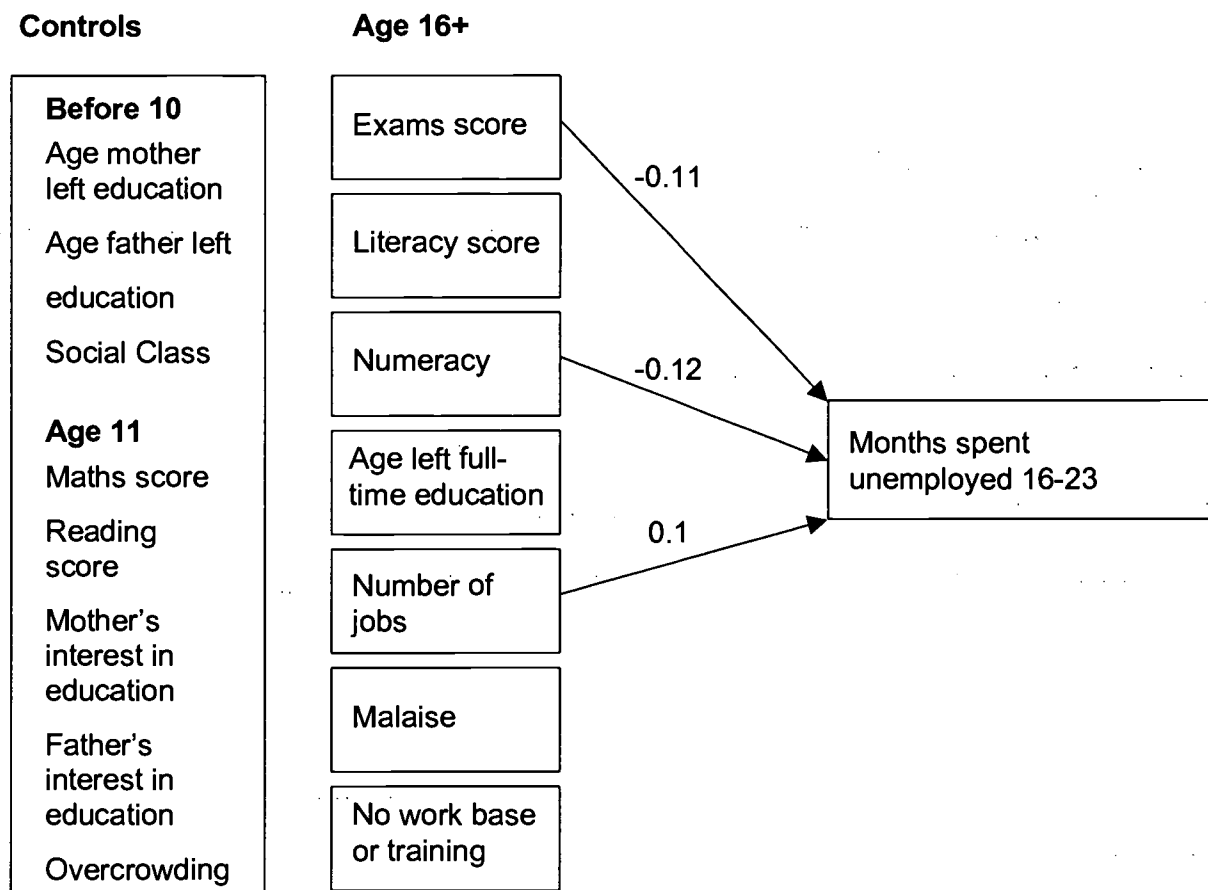 Controls
Before 10
Age mother
left education
Age father left
education
Social Class
Age 11
Maths score
Reading
score
Mother's
interest in
education
Father's
interest in
education
Overcrowding
Age 16+
Exams score
Literacy score
Numeracy
Age left full-
time education
Number of
jobs
Malaise
No work base
or training
-0.11
-0.12
0.1
Months spent
unemployed 16-23